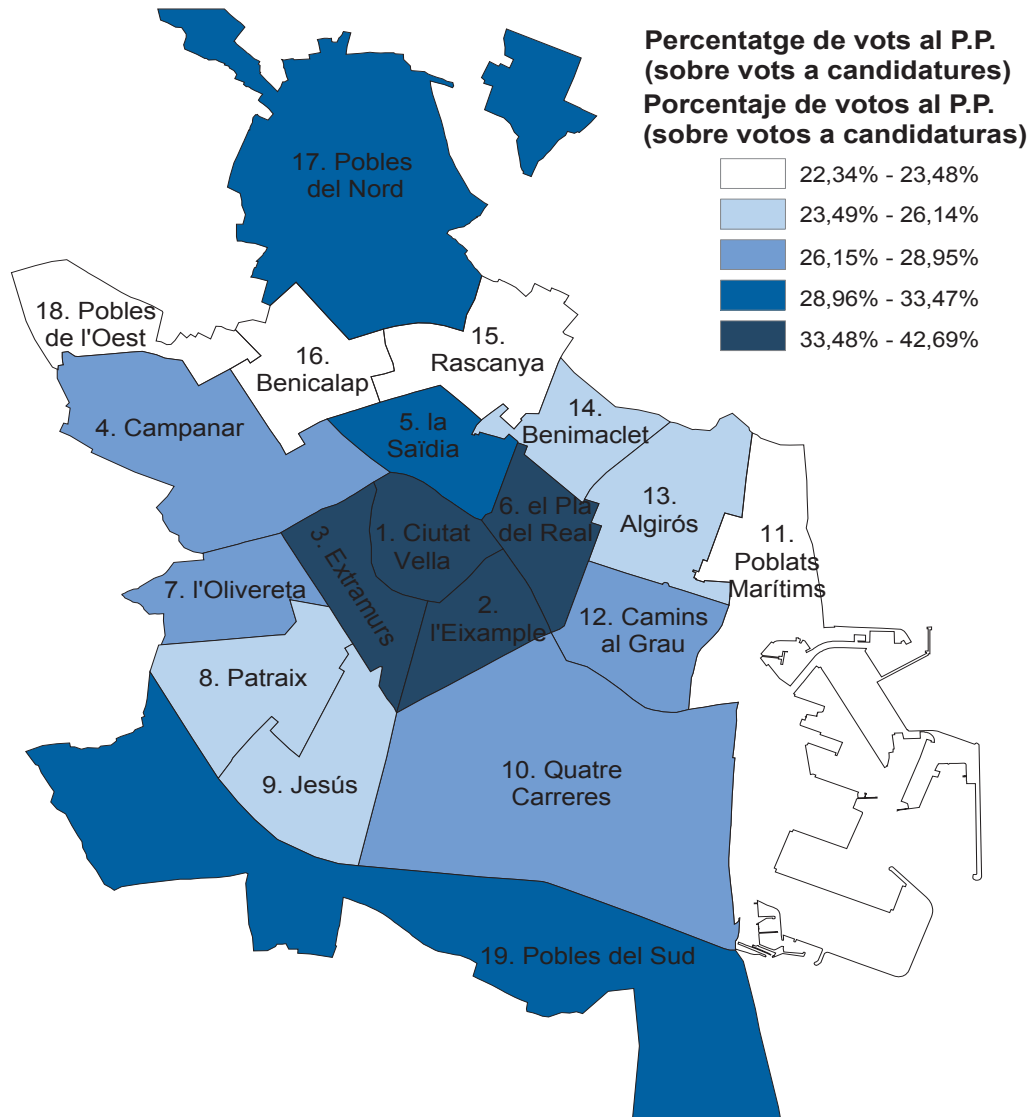 Percentatge de vots al P.P.
(sobre vots a candidatures)
Porcentaje de votos al P.P.
(sobre votos a candidaturas)
22,34% - 23,48%
23,49% - 26,14%
26,15% - 28,95%
28,96% - 33,47%
33,48% - 42,69%
17. Pobles
del Nord
18. Pobles
de l'Oest
16.
Benicalap
15.
Rascanya
4. Campanar
5. la
Saïdia
14.
Benimaclet
13.
Algirós
6. el Pla
del Real
1. Ciutat
Vella
3. Extramurs
11.
Poblats
Marítims
7. l'Olivereta
2.
l'Eixample
12. Camins
al Grau
8. Patraix
9. Jesús
10. Quatre
Carreres
19. Pobles del Sud